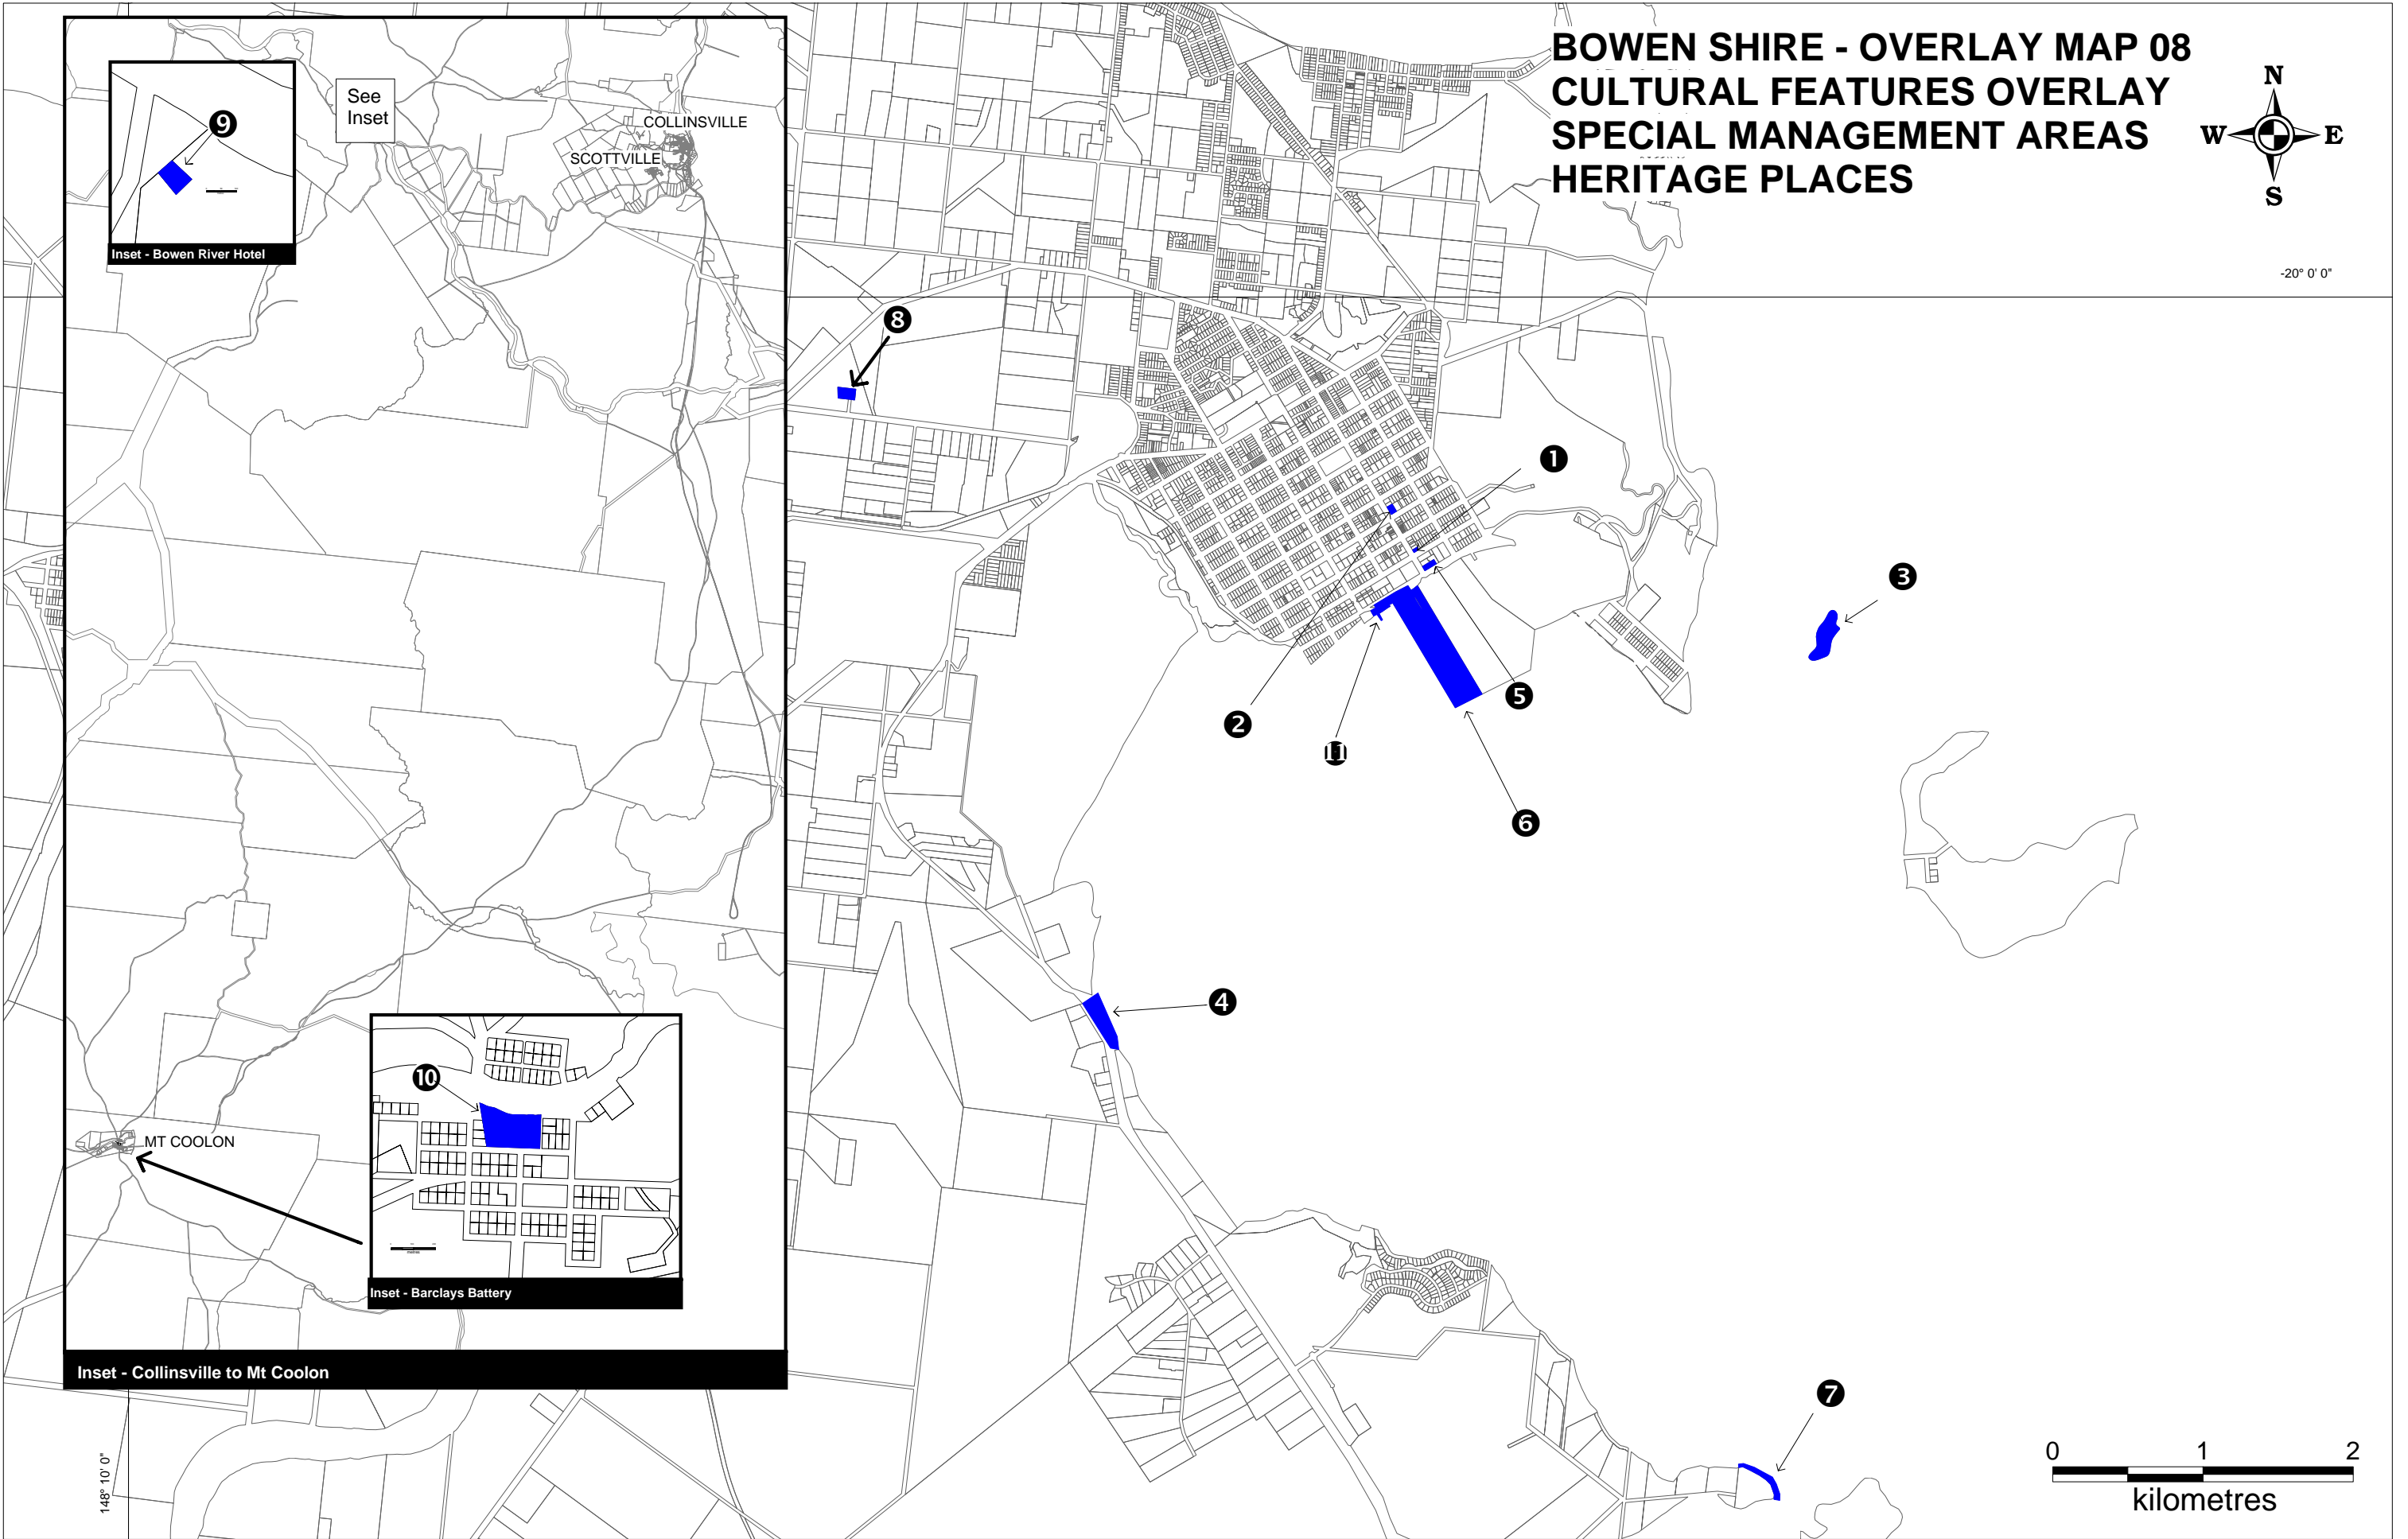 BOWEN SHIRE - OVERLAY MAP 08
CULTURAL FEATURES OVERLAY
SPECIAL MANAGEMENT AREAS
HERITAGE PLACES
N
W E
S
-20° 0' 0"
See
Inset
COLLINSVILLE
SCOTTVILLE
9
Inset - Bowen River Hotel
8
1
3
2
5
11
6
4
10
MT COOLON
metres
Inset - Barclays Battery
Inset - Collinsville to Mt Coolon
7
148° 10' 0"
0 1 2
kilometres